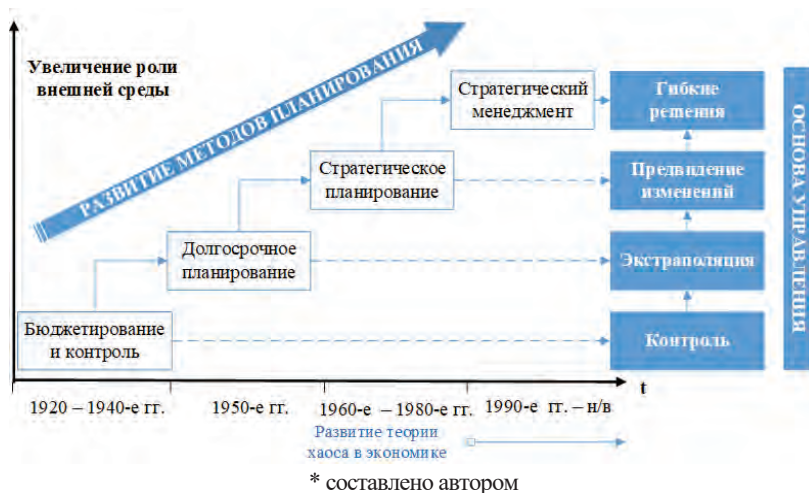 Увеличение роли
внешней среды
РАЗВИТИЕ МЕТОДОВ ПЛАНИРОВАНИЯ
Стратегический
менеджмент
Гибкие
решения
Стратегическое
планирование
Предвидение
изменений
Долгосрочное
планирование
Экстраполяция
Бюджетирование
и контроль
Контроль
ОСНОВА УПРАВЛЕНИЯ
t
1920 – 1940-е гг.
1950-е гг.
1960-е – 1980-е гг.
1990-е гг. – н/в
Развитие теории
хаоса в экономике
* составлено автором